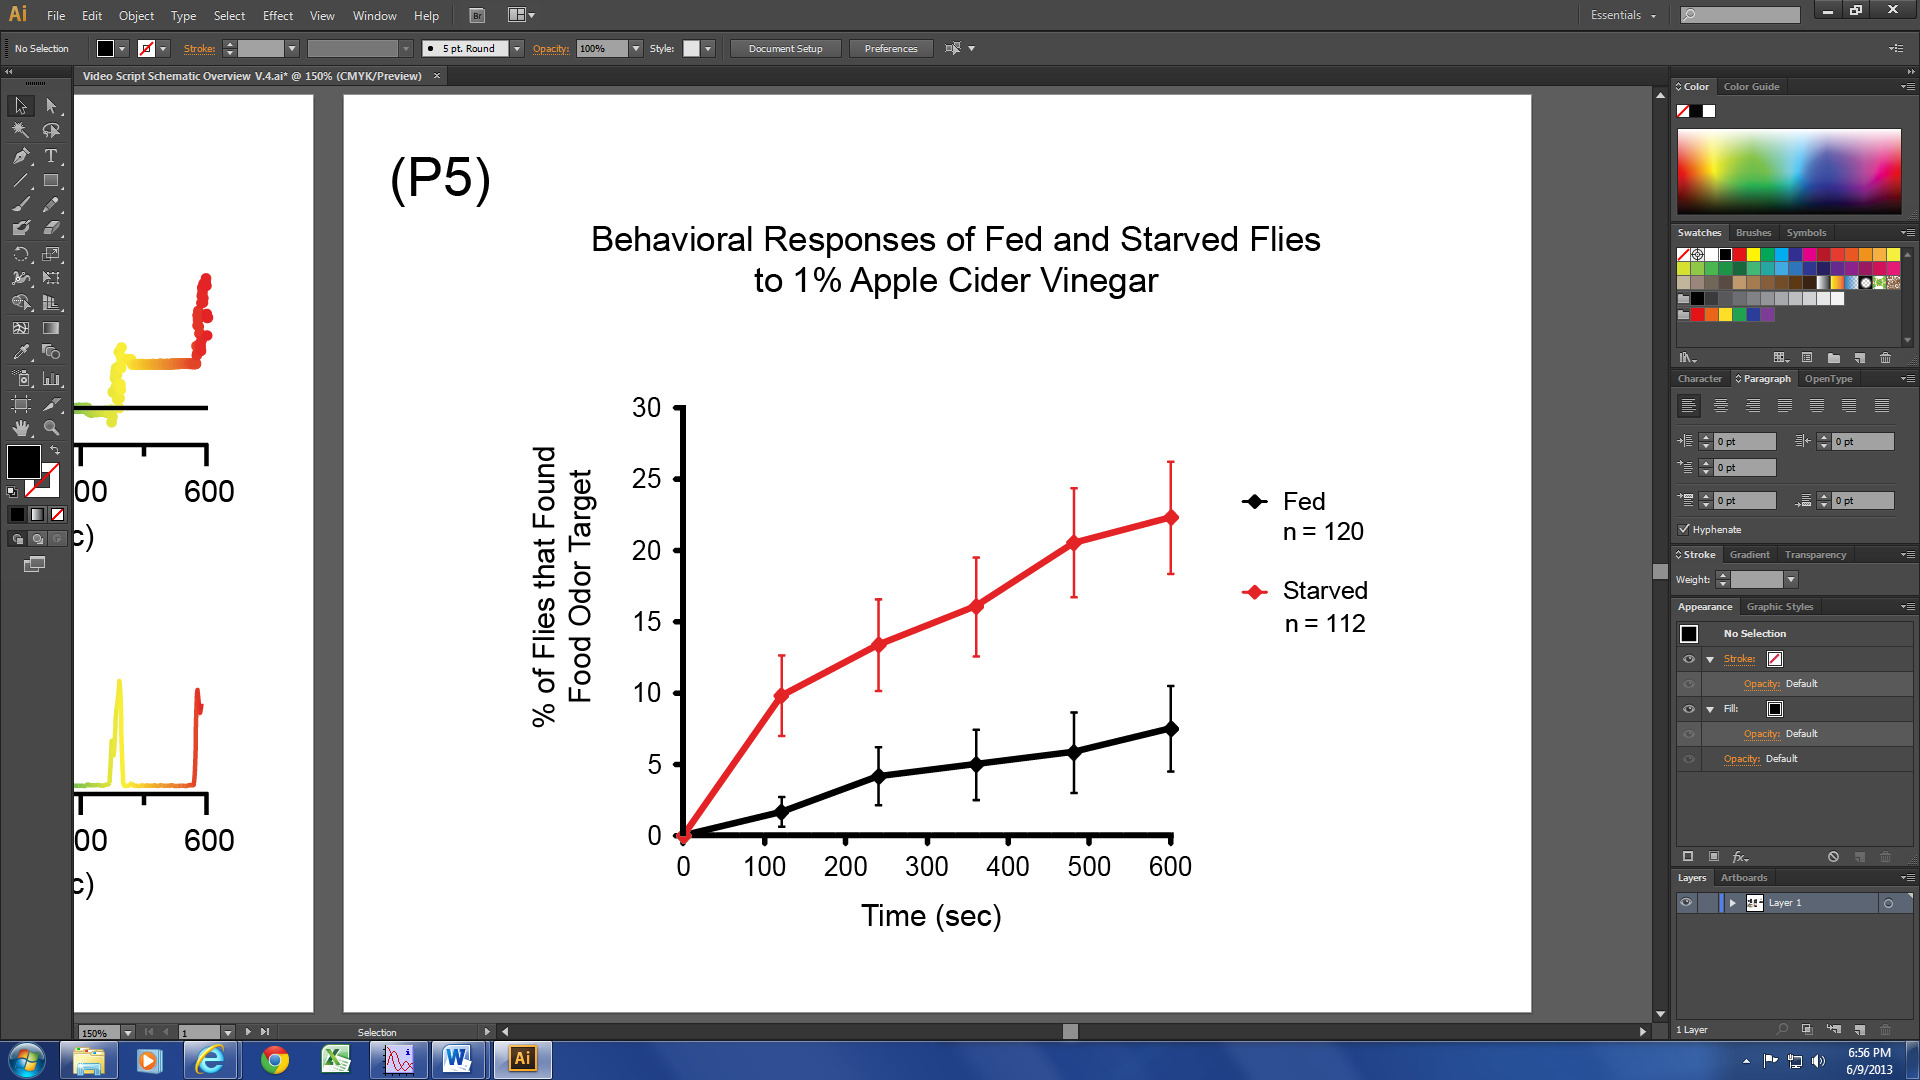 Ai File Edit Object Type Select Effect View Window Help Br Essentials
No Selection Stroke: 5 pt. Round Opacity: 100% Style: Document Setup Preferences
Video Script Schematic Overview V.4.ai* @ 150% (CMYK/Preview) ×
00 600
c)
00 600
c)
(P5)
Behavioral Responses of Fed and Starved Flies
to 1% Apple Cider Vinegar
% of Flies that Found
Food Odor Target
30
25
20
15
10
5
0
0 100 200 300 400 500 600
Time (sec)
Fed
n = 120
Starved
n = 112
Color Color Guide
Swatches Brushes Symbols
Character Paragraph OpenType
0 pt 0 pt
0 pt
0 pt 0 pt
Hyphenate
Stroke Gradient Transparency
Weight:
Appearance Graphic Styles
No Selection
Stroke:
Opacity: Default
Fill:
Opacity: Default
Opacity: Default
fx
Layers Artboards
Layer 1
1 Layer
150% 1 Selection
Ai
6:56 PM
6/9/2013